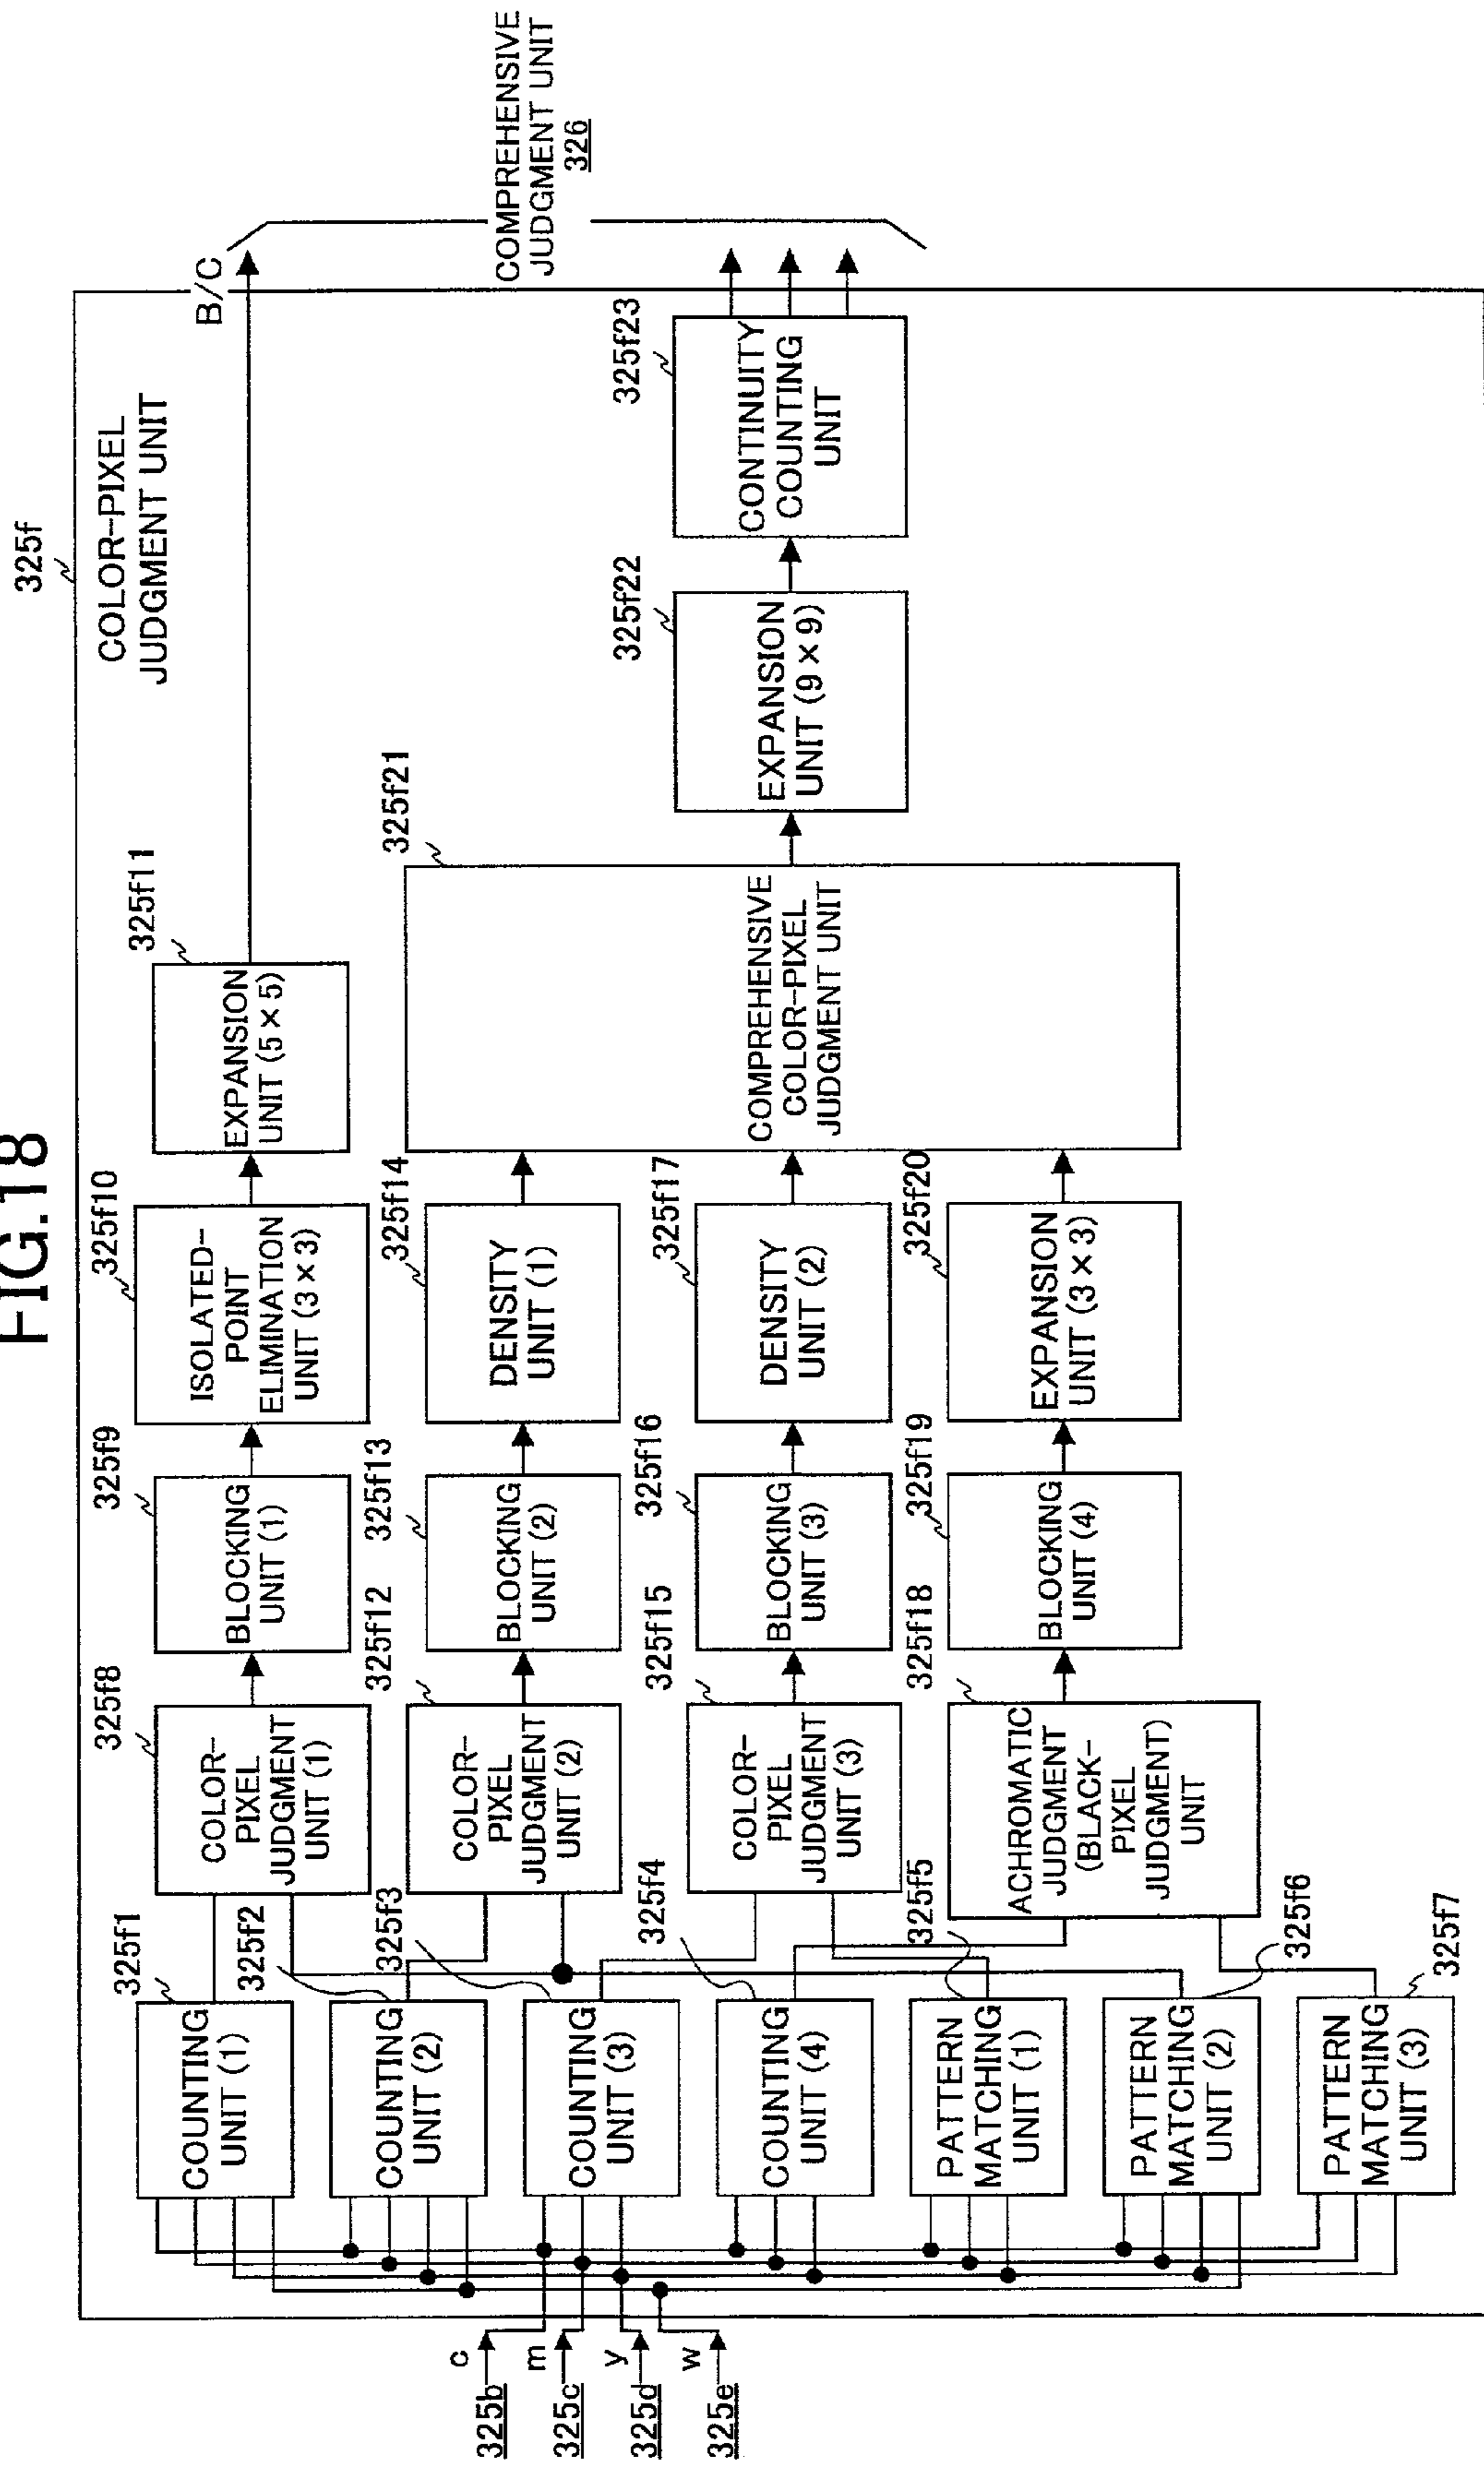 FIG.18
325f
COLOR-PIXEL
JUDGMENT UNIT
325b
c
325c
m
325d
y
325e
w
325f1
COUNTING
UNIT (1)
325f2
COUNTING
UNIT (2)
325f3
COUNTING
UNIT (3)
325f4
COUNTING
UNIT (4)
325f5
PATTERN
MATCHING
UNIT (1)
325f6
PATTERN
MATCHING
UNIT (2)
325f7
PATTERN
MATCHING
UNIT (3)
325f8
COLOR-
PIXEL
JUDGMENT
UNIT (1)
325f9
BLOCKING
UNIT (1)
325f10
ISOLATED-
POINT
ELIMINATION
UNIT (3 × 3)
325f11
EXPANSION
UNIT (5 × 5)
B/C
325f12
COLOR-
PIXEL
JUDGMENT
UNIT (2)
325f13
BLOCKING
UNIT (2)
325f14
DENSITY
UNIT (1)
325f15
COLOR-
PIXEL
JUDGMENT
UNIT (3)
325f16
BLOCKING
UNIT (3)
325f17
DENSITY
UNIT (2)
325f18
ACHROMATIC
JUDGMENT
(BLACK-
PIXEL
JUDGMENT)
UNIT
325f19
BLOCKING
UNIT (4)
325f20
EXPANSION
UNIT (3 × 3)
325f21
COMPREHENSIVE
COLOR-PIXEL
JUDGMENT UNIT
325f22
EXPANSION
UNIT (9 × 9)
325f23
CONTINUITY
COUNTING
UNIT
COMPREHENSIVE
JUDGMENT UNIT
326